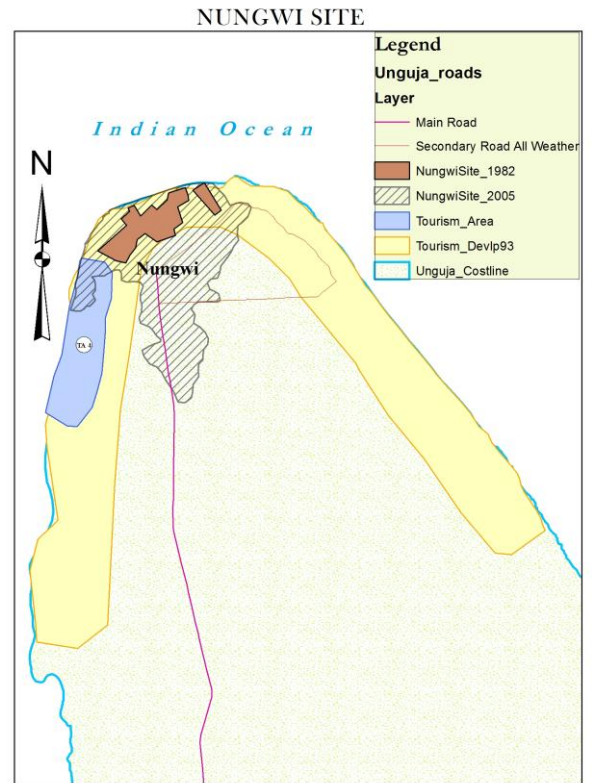 NUNGWI SITE
Legend
Unguja_roads
Layer
Main Road
Secondary Road All Weather
NungwiSite_1982
NungwiSite_2005
Tourism_Area
Tourism_Devlp93
Unguja_Costline
Indian Ocean
N
Nungwi
TA 4